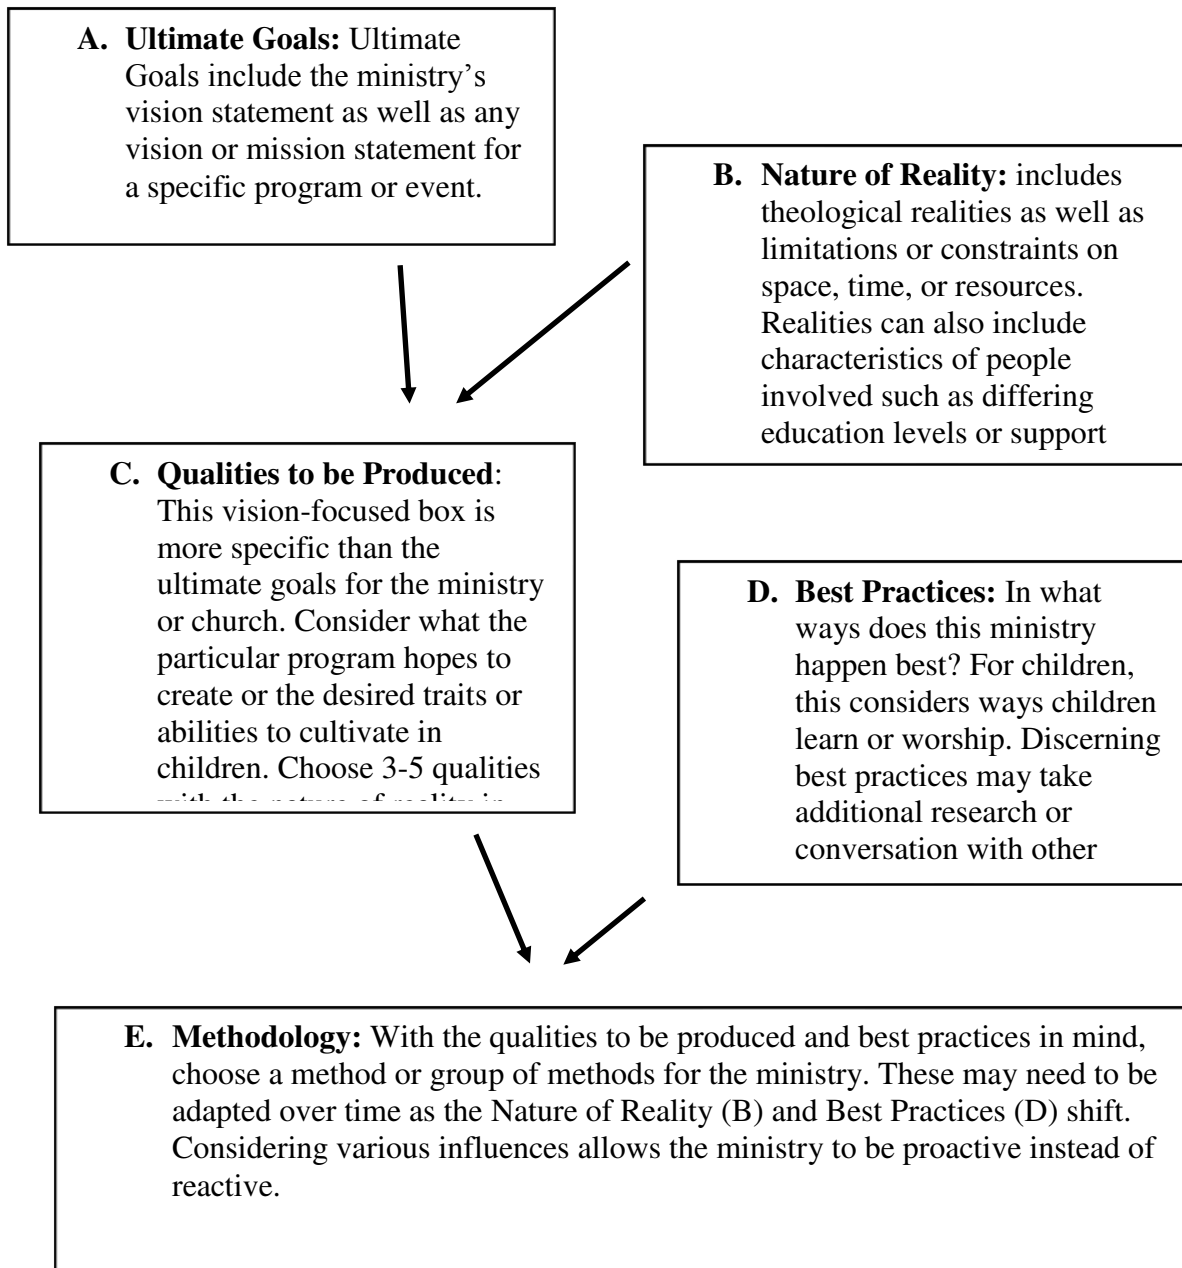 A. Ultimate Goals: Ultimate
Goals include the ministry’s
vision statement as well as any
vision or mission statement for
a specific program or event.
B. Nature of Reality: includes
theological realities as well as
limitations or constraints on
space, time, or resources.
Realities can also include
characteristics of people
involved such as differing
education levels or support
C. Qualities to be Produced:
This vision-focused box is
more specific than the
ultimate goals for the ministry
or church. Consider what the
particular program hopes to
create or the desired traits or
abilities to cultivate in
children. Choose 3-5 qualities
with the nature of reality in
D. Best Practices: In what
ways does this ministry
happen best? For children,
this considers ways children
learn or worship. Discerning
best practices may take
additional research or
conversation with other
E. Methodology: With the qualities to be produced and best practices in mind,
choose a method or group of methods for the ministry. These may need to be
adapted over time as the Nature of Reality (B) and Best Practices (D) shift.
Considering various influences allows the ministry to be proactive instead of
reactive.